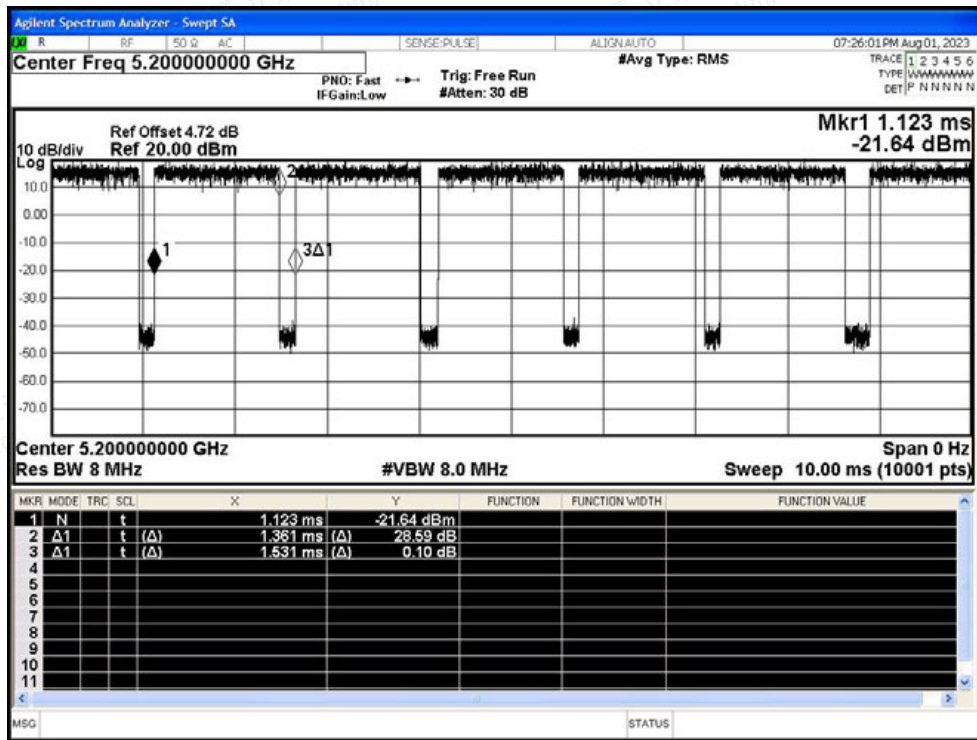 Agilent Spectrum Analyzer - Swept SA
R RF 50 Ω AC SENSE:PULSE ALIGNAUTO 07:26:01PM Aug 01, 2023
Center Freq 5.200000000 GHz #Avg Type: RMS TRACE 1 2 3 4 5 6
PNO: Fast Trig: Free Run TYPE WWWWWW
IFGain:Low #Atten: 30 dB DET P N N N N N
Mkr1 1.123 ms
Ref Offset 4.72 dB
10 dB/div Ref 20.00 dBm -21.64 dBm
Log
10.0
0.00
-10.0
-20.0
-30.0
-40.0
-50.0
-60.0
-70.0
1
2
3Δ1
Center 5.200000000 GHz Span 0 Hz
Res BW 8 MHz #VBW 8.0 MHz Sweep 10.00 ms (10001 pts)
MKR MODE TRC SCL X Y FUNCTION FUNCTION WIDTH FUNCTION VALUE
1 N t 1.123 ms -21.64 dBm
2 Δ1 t (Δ) 1.361 ms (Δ) 28.59 dB
3 Δ1 t (Δ) 1.531 ms (Δ) 0.10 dB
4
5
6
7
8
9
10
11
MSG STATUS